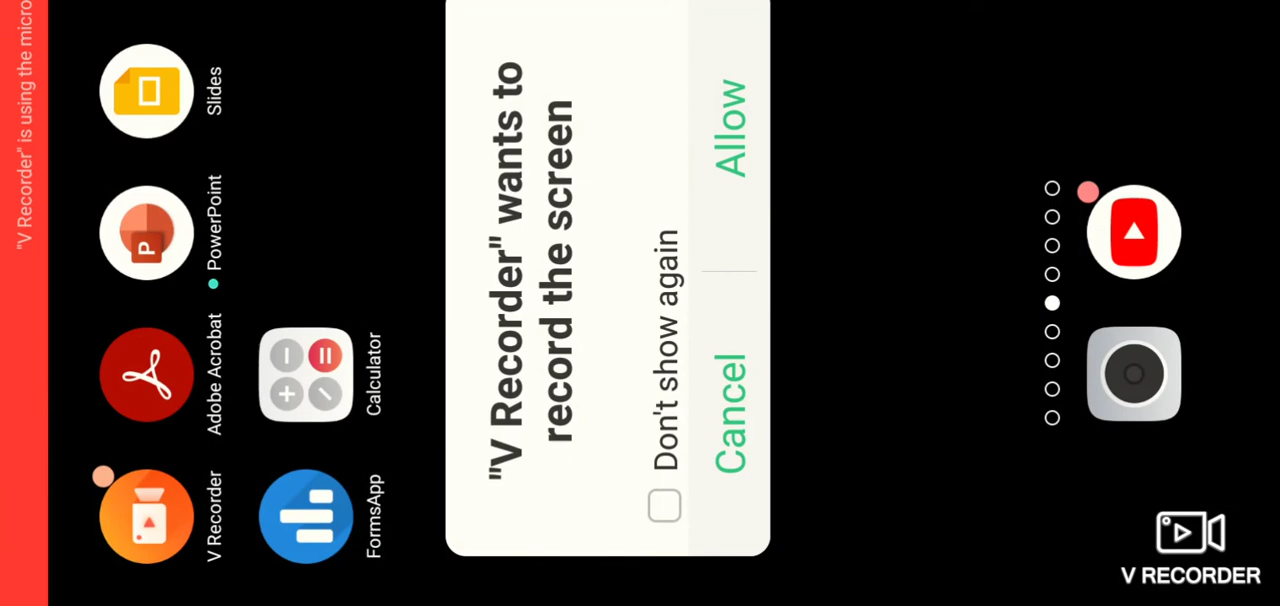 "V Recorder" is using the micro
V Recorder
Adobe Acrobat
PowerPoint
Slides
FormsApp
Calculator
"V Recorder" wants to
record the screen
Don't show again
Cancel
Allow
V RECORDER